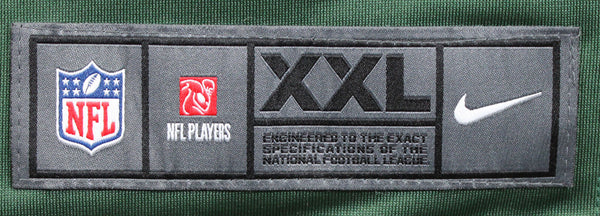 NFL
NFL PLAYERS
XXL
ENGINEERED TO THE EXACT
SPECIFICATIONS OF THE
NATIONAL FOOTBALL LEAGUE.